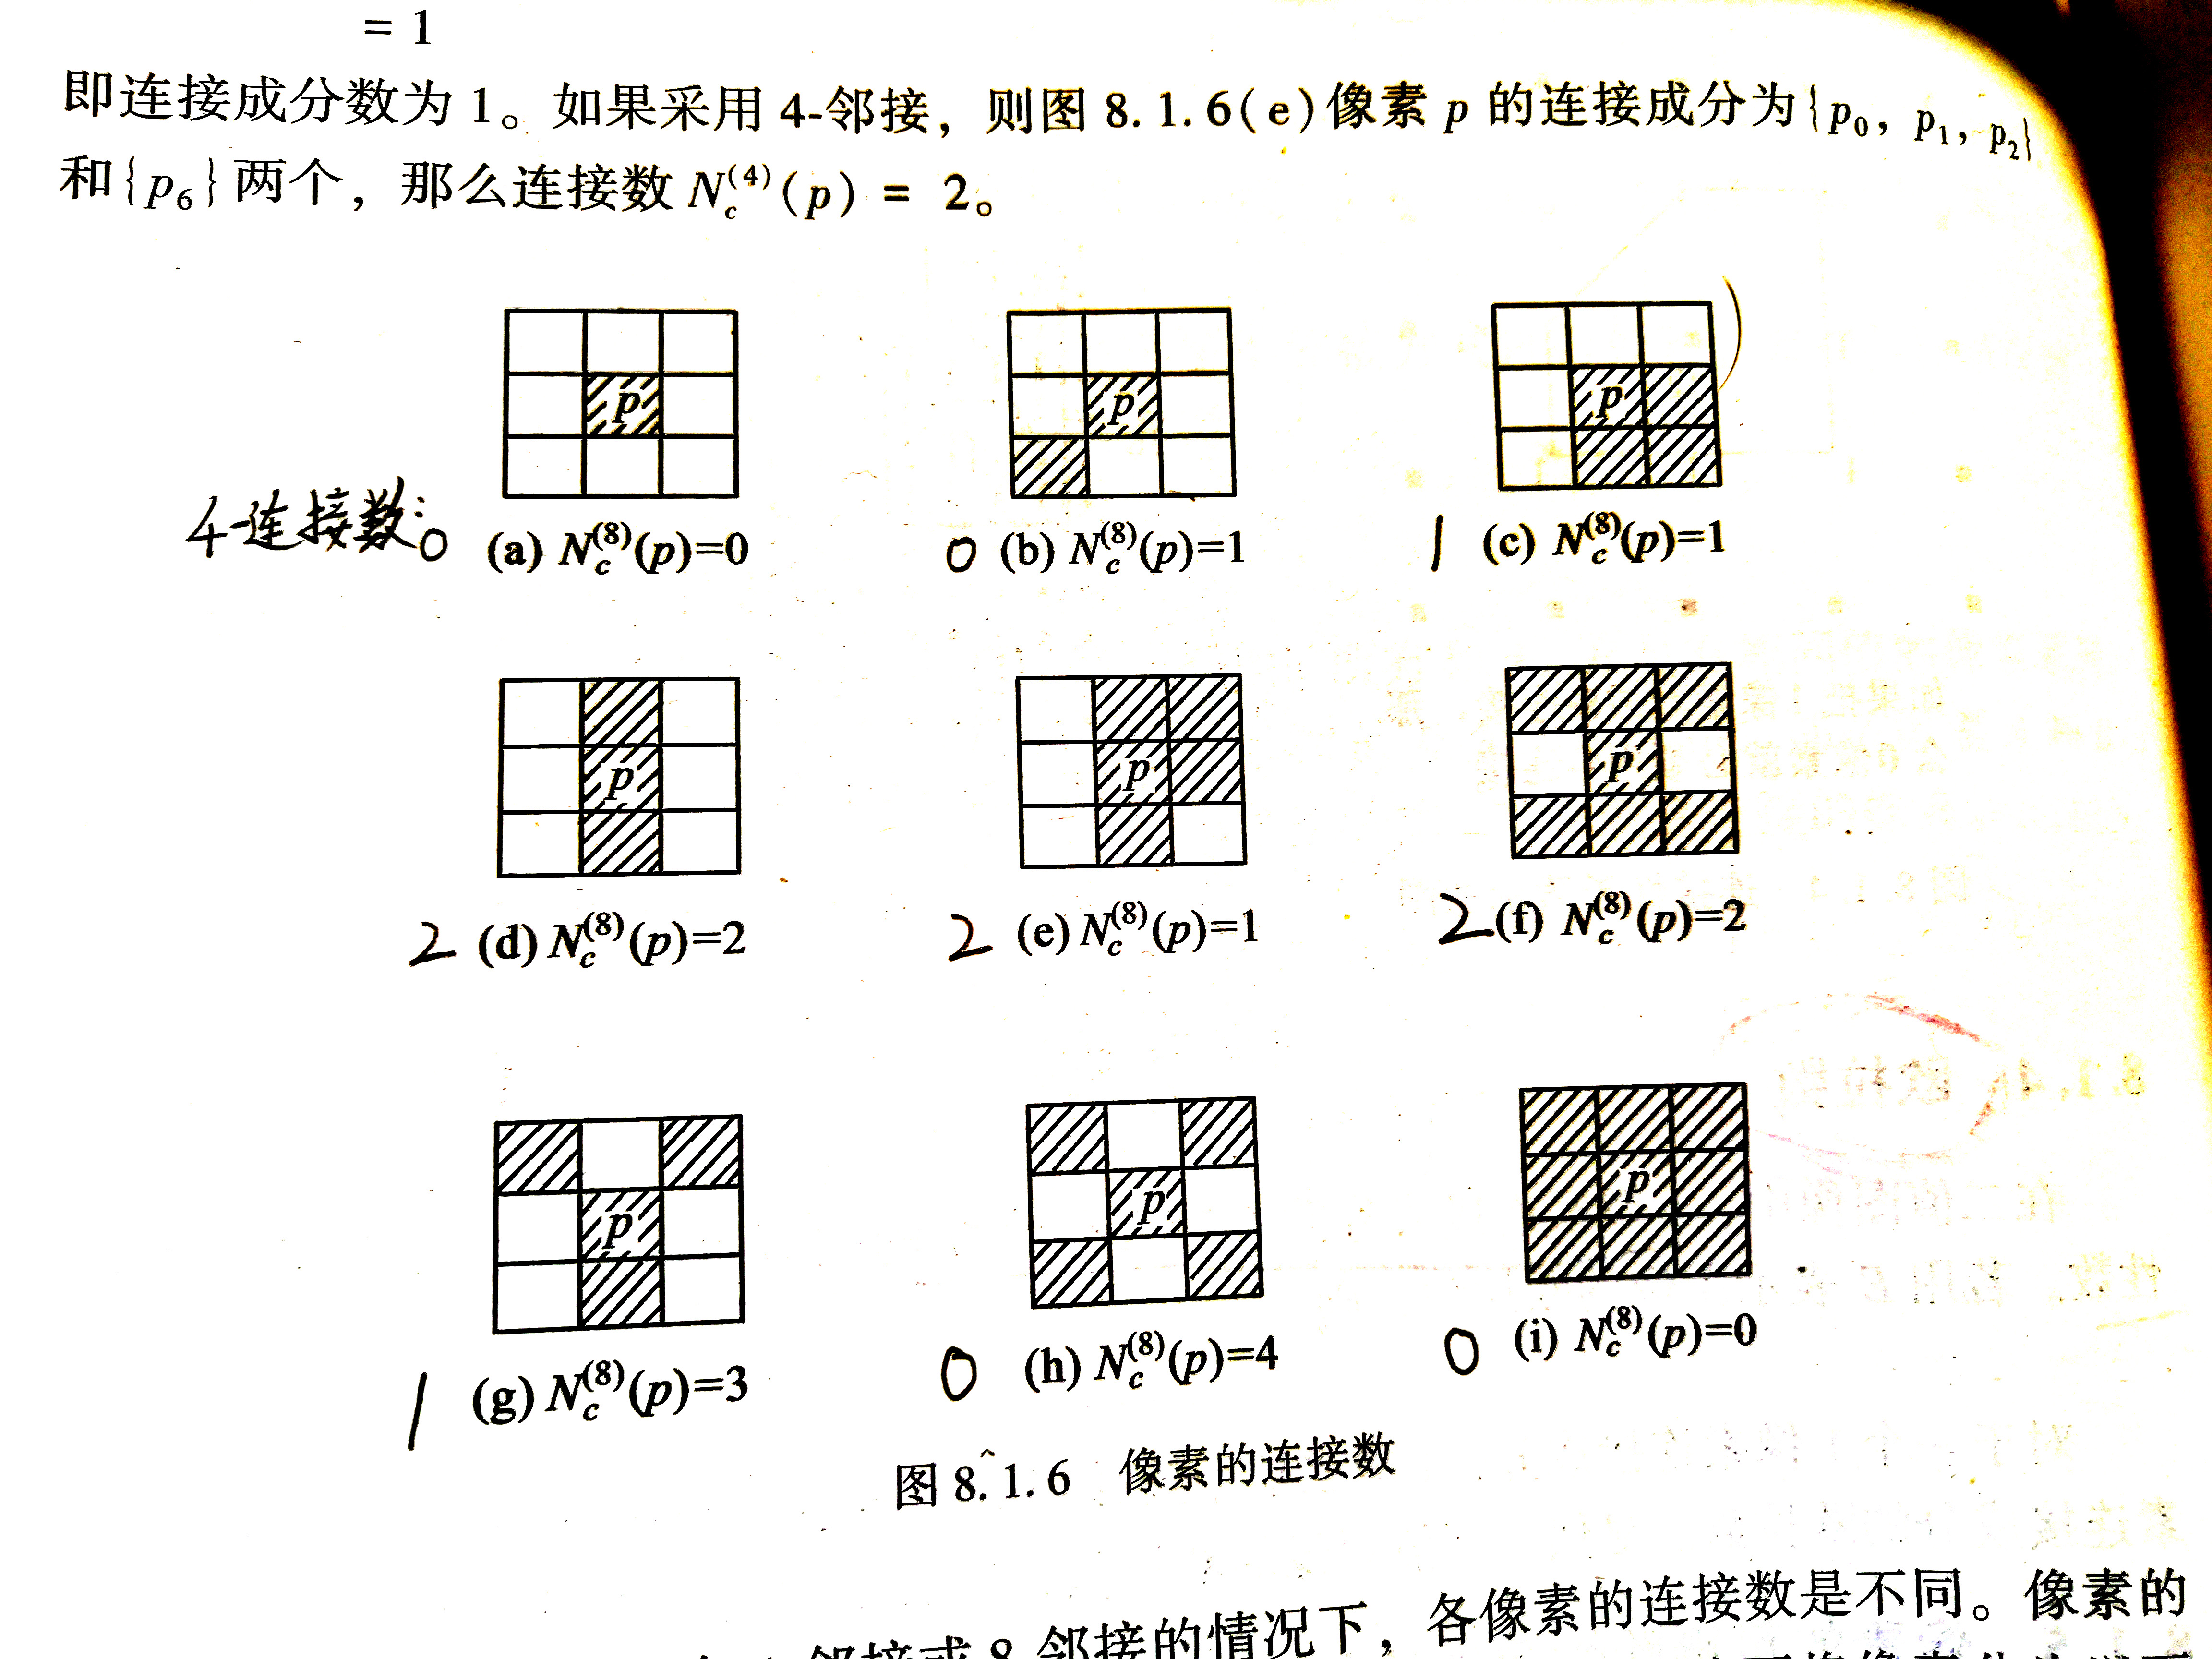 = 1
即连接成分数为 1。如果采用 4-邻接，则图 8.1.6(e)像素 p 的连接成分为{p₀，p₁，p₂}
和{p₆}两个，那么连接数 N_c^(4)(p) = 2。
p p p
4-连接数：0 (a) N_c^(8)(p)=0 0 (b) N_c^(8)(p)=1 1 (c) N_c^(8)(p)=1
p p p
2 (d) N_c^(8)(p)=2 2 (e) N_c^(8)(p)=1 2 (f) N_c^(8)(p)=2
p p p
1 (g) N_c^(8)(p)=3 0 (h) N_c^(8)(p)=4 0 (i) N_c^(8)(p)=0
图 8.1.6 像素的连接数
邻接或 8 邻接的情况下，各像素的连接数是不同。像素的